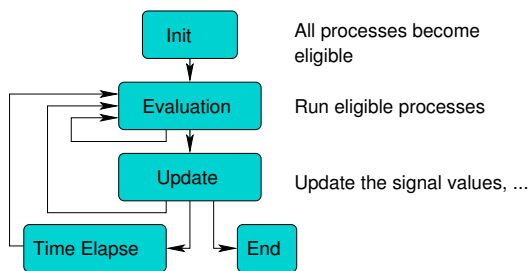 Init
All processes become
eligible
Evaluation
Run eligible processes
Update
Update the signal values, ...
Time Elapse
End